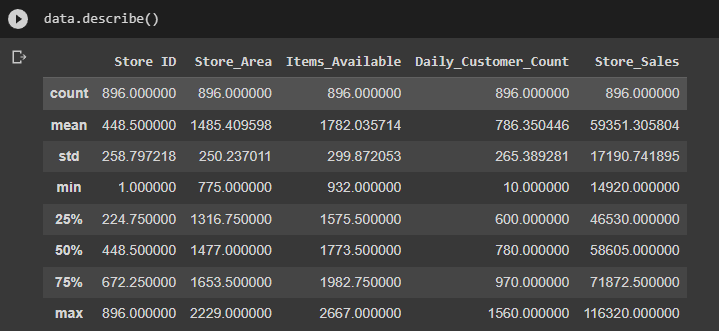 data.describe()
Store ID Store_Area Items_Available Daily_Customer_Count Store_Sales
count 896.000000 896.000000 896.000000 896.000000 896.000000
mean 448.500000 1485.409598 1782.035714 786.350446 59351.305804
std 258.797218 250.237011 299.872053 265.389281 17190.741895
min 1.000000 775.000000 932.000000 10.000000 14920.000000
25% 224.750000 1316.750000 1575.500000 600.000000 46530.000000
50% 448.500000 1477.000000 1773.500000 780.000000 58605.000000
75% 672.250000 1653.500000 1982.750000 970.000000 71872.500000
max 896.000000 2229.000000 2667.000000 1560.000000 116320.000000